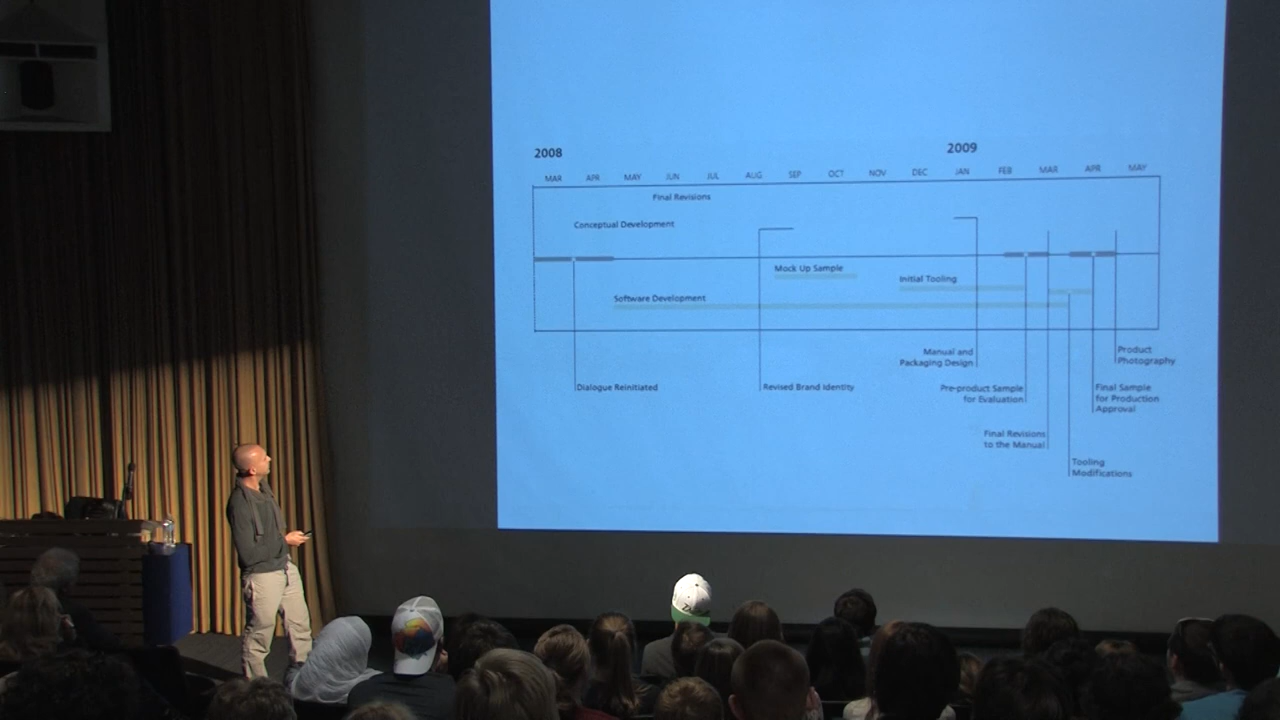 2008
2009
MAR APR MAY JUN JUL AUG SEP OCT NOV DEC JAN FEB MAR APR MAY
Final Revisions
Conceptual Development
Mock Up Sample
Initial Tooling
Software Development
Manual and
Packaging Design
Product
Photography
Dialogue Reinitiated
Revised Brand Identity
Pre-product Sample
for Evaluation
Final Sample
for Production
Approval
Final Revisions
to the Manual
Tooling
Modifications